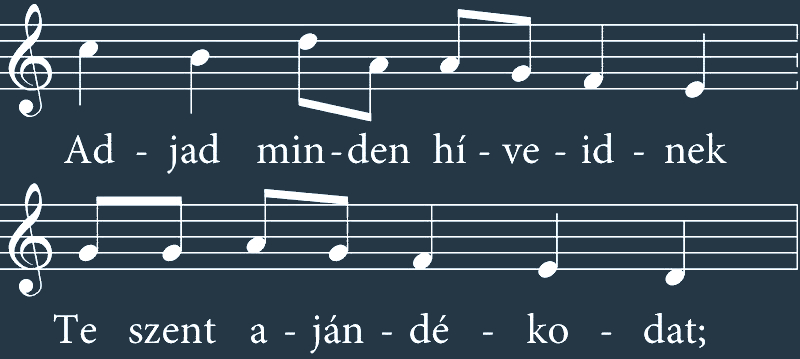 Ad - jad min - den hí - ve - id - nek
Te szent a - ján - dé - ko - dat;